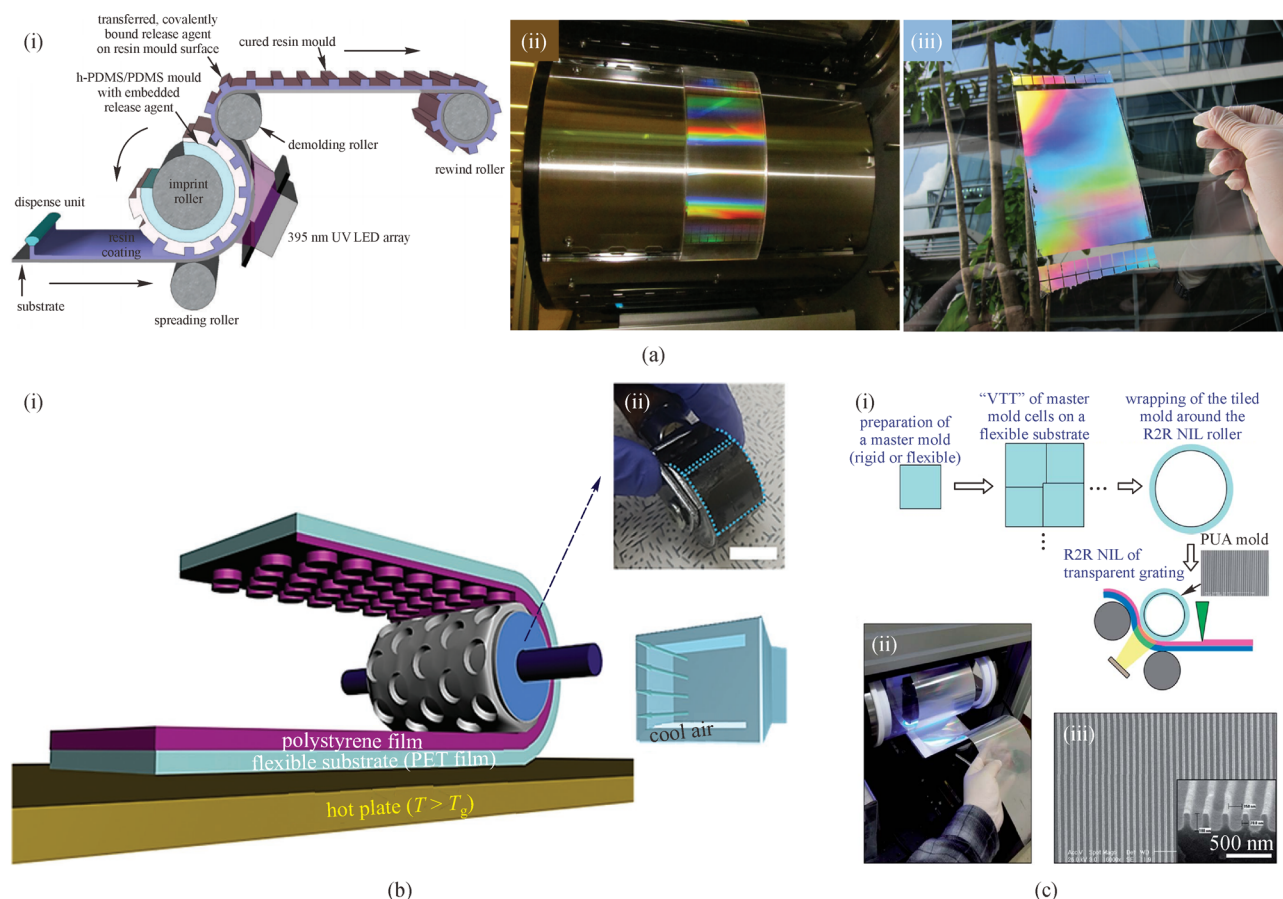 (i)
transferred, covalently
bound release agent
on resin mould surface
cured resin mould
h-PDMS/PDMS mould
with embedded
release agent
demolding roller
rewind roller
imprint
roller
dispense unit
resin
coating
395 nm UV LED array
substrate
spreading roller
(ii)
(iii)
(a)
(i)
(ii)
cool air
polystyrene film
flexible substrate (PET film)
hot plate (T > Tg)
(b)
(i)
preparation of
a master mold
(rigid or flexible)
“VTT” of master
mold cells on a
flexible substrate
wrapping of the tiled
mold around the
R2R NIL roller
PUA mold
R2R NIL of
transparent grating
(ii)
(iii)
500 nm
(c)